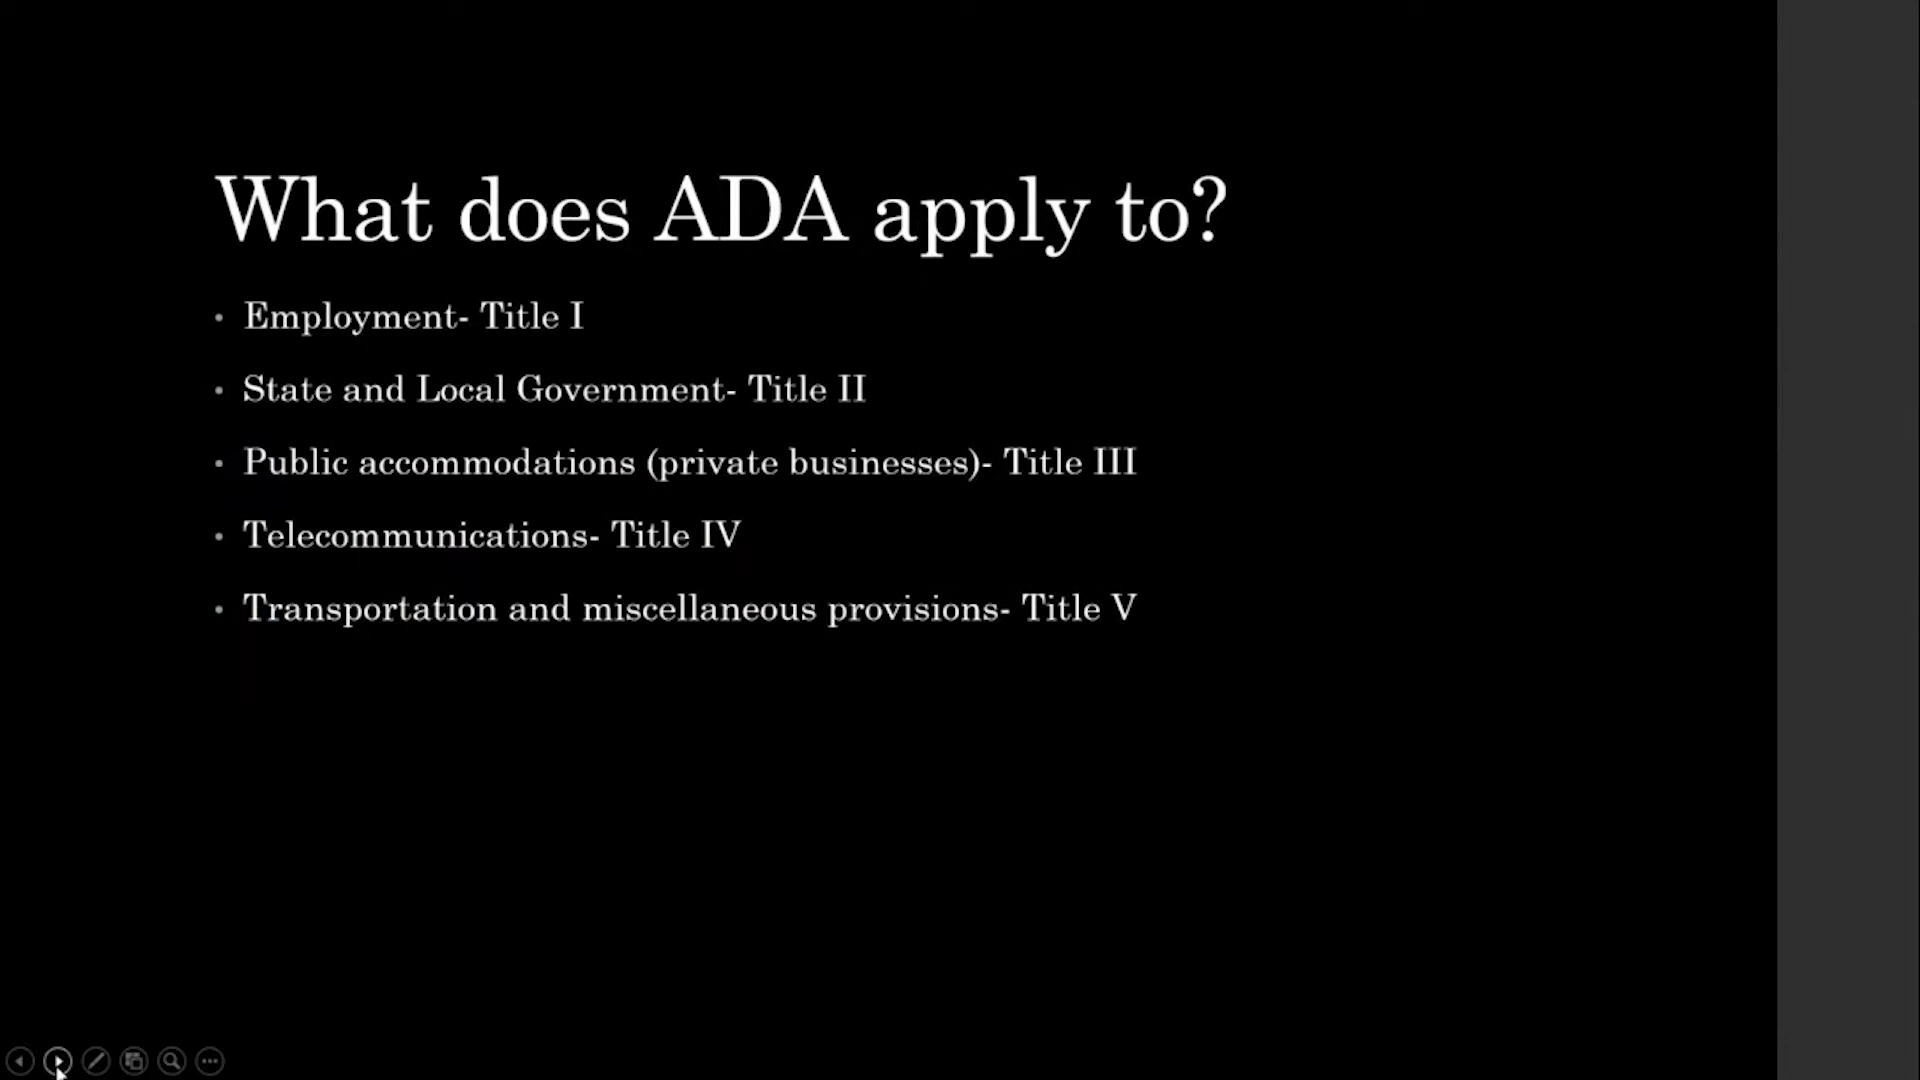 What does ADA apply to?
• Employment- Title I
• State and Local Government- Title II
• Public accommodations (private businesses)- Title III
• Telecommunications- Title IV
• Transportation and miscellaneous provisions- Title V